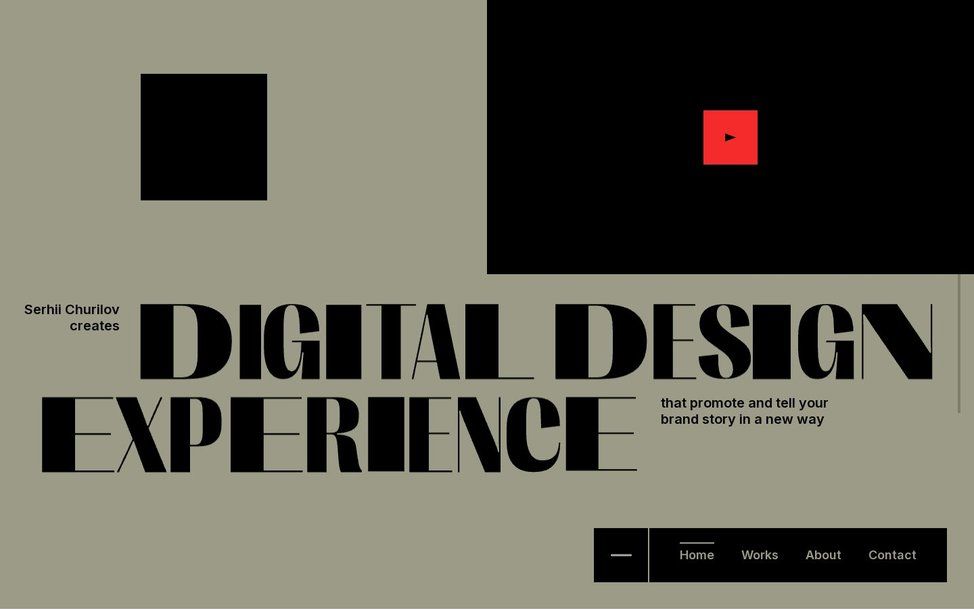 Serhii Churilov
creates
DIGITAL DESIGN
EXPERIENCE
that promote and tell your
brand story in a new way
Home Works About Contact